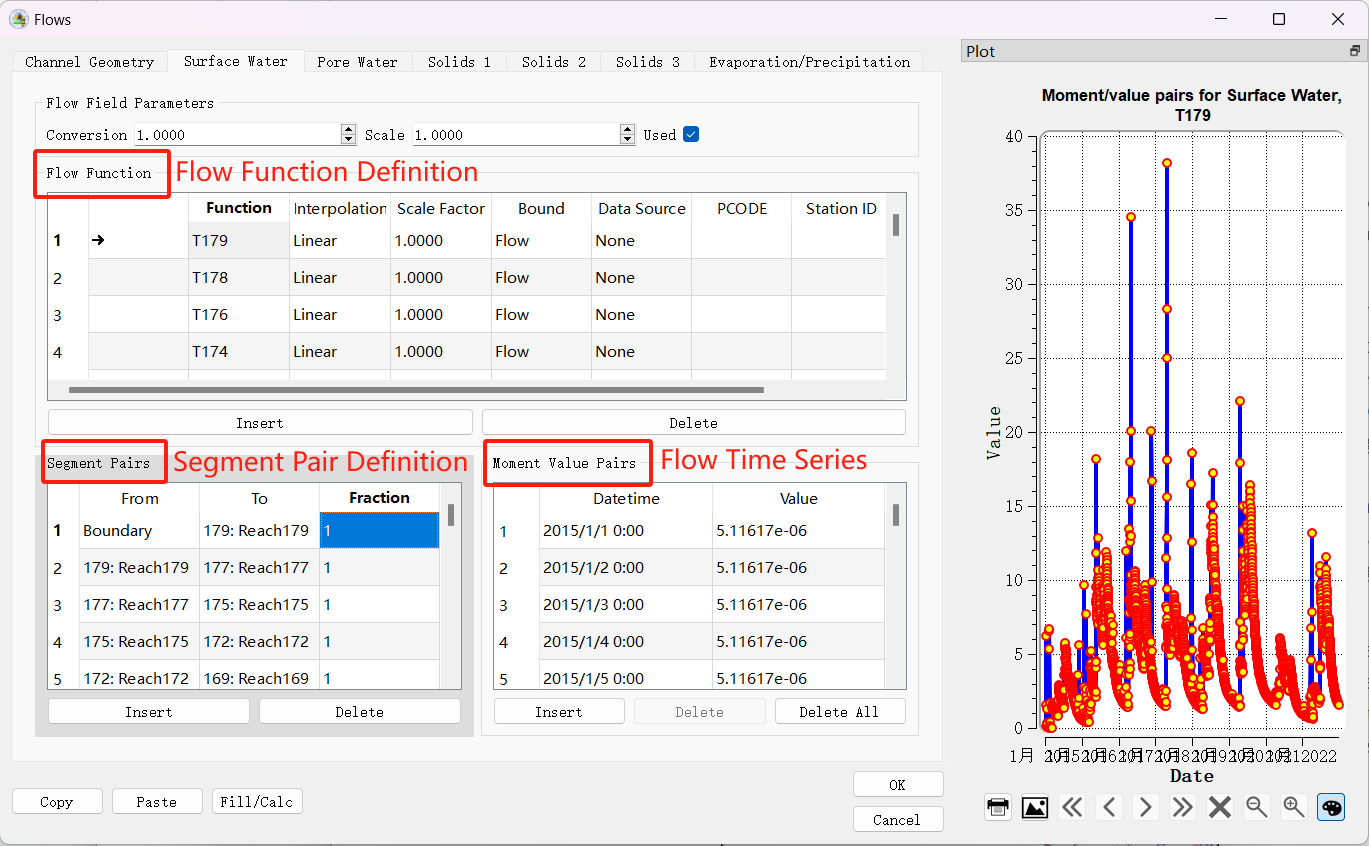 Flows
Channel Geometry Surface Water Pore Water Solids 1 Solids 2 Solids 3 Evaporation/Precipitation
Flow Field Parameters
Conversion 1.0000 Scale 1.0000 Used
Flow Function Flow Function Definition
Function Interpolation Scale Factor Bound Data Source PCODE Station ID
1 T179 Linear 1.0000 Flow None
2 T178 Linear 1.0000 Flow None
3 T176 Linear 1.0000 Flow None
4 T174 Linear 1.0000 Flow None
Insert Delete
Segment Pairs Segment Pair Definition
From To Fraction
1 Boundary 179: Reach179 1
2 179: Reach179 177: Reach177 1
3 177: Reach177 175: Reach175 1
4 175: Reach175 172: Reach172 1
5 172: Reach172 169: Reach169 1
Insert Delete
Moment Value Pairs Flow Time Series
Datetime Value
1 2015/1/1 0:00 5.11617e-06
2 2015/1/2 0:00 5.11617e-06
3 2015/1/3 0:00 5.11617e-06
4 2015/1/4 0:00 5.11617e-06
5 2015/1/5 0:00 5.11617e-06
Insert Delete Delete All
Copy Paste Fill/Calc
OK
Cancel
Plot
Moment/value pairs for Surface Water,
T179
40
35
30
25
20
15
10
5
0
Value
1月
2022
Date